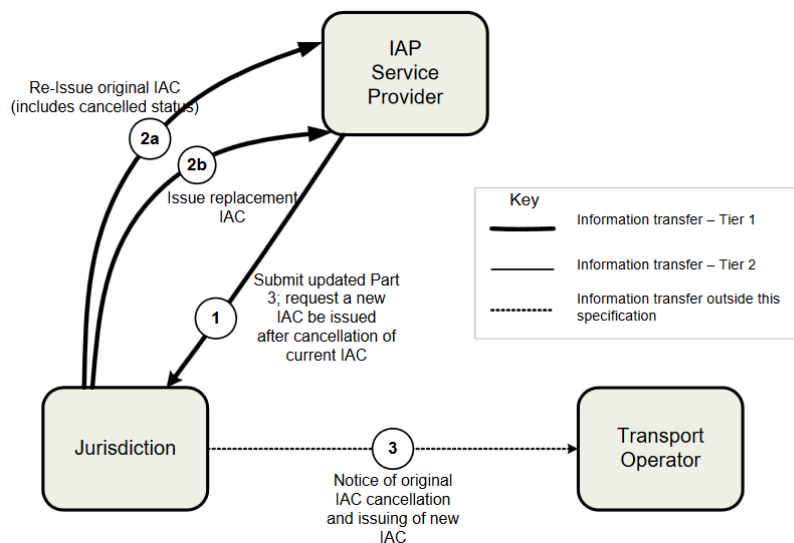 IAP
Service
Provider
Re-Issue original IAC
(includes cancelled status)
2a
2b
Issue replacement
IAC
Key
Information transfer – Tier 1
Information transfer – Tier 2
Information transfer outside this
specification
Submit updated Part
3; request a new
IAC be issued
after cancellation of
current IAC
1
Jurisdiction
3
Transport
Operator
Notice of original
IAC cancellation
and issuing of new
IAC